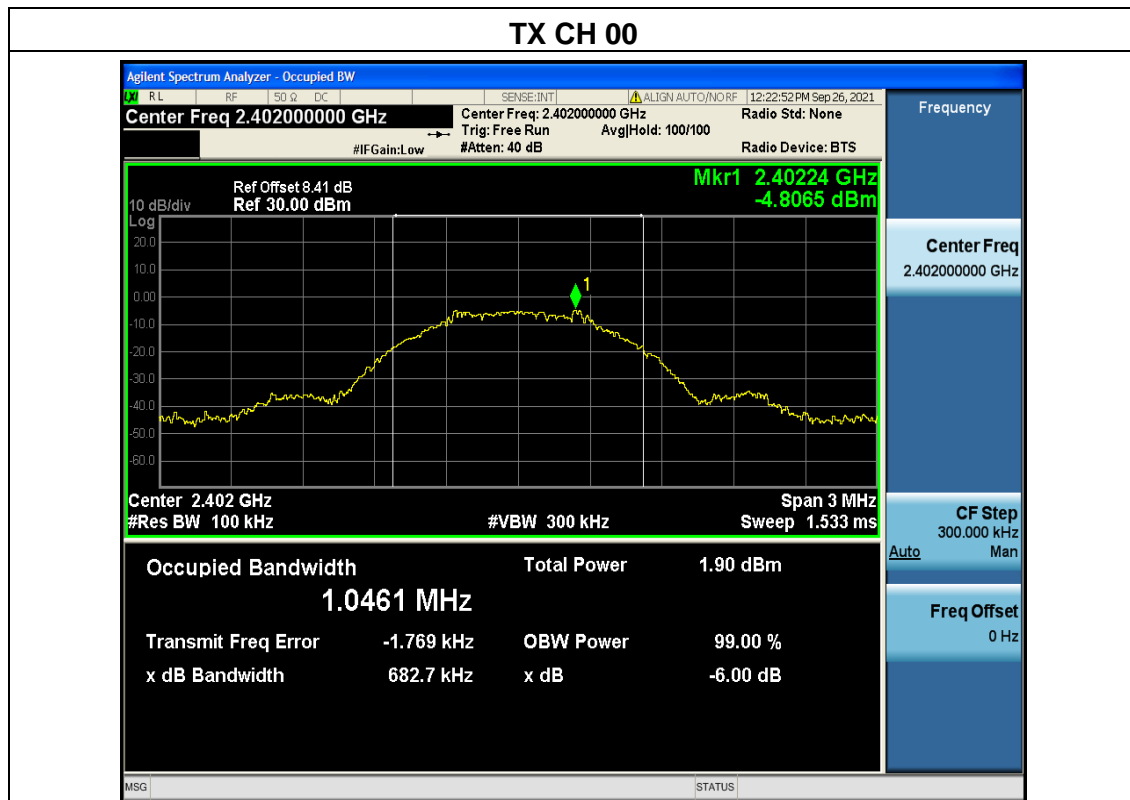 TX CH 00
Agilent Spectrum Analyzer - Occupied BW
LXI RL RF 50 Ω DC SENSE:INT ALIGN AUTO/NO RF 12:22:52 PM Sep 26, 2021
Center Freq 2.402000000 GHz
Center Freq: 2.402000000 GHz Radio Std: None
Trig: Free Run Avg|Hold: 100/100
#IFGain:Low #Atten: 40 dB Radio Device: BTS
Mkr1 2.40224 GHz
-4.8065 dBm
Ref Offset 8.41 dB
10 dB/div Ref 30.00 dBm
Log
20.0
10.0
1
0.00
-10.0
-20.0
-30.0
-40.0
-50.0
-60.0
Center 2.402 GHz Span 3 MHz
#Res BW 100 kHz #VBW 300 kHz Sweep 1.533 ms
Occupied Bandwidth Total Power 1.90 dBm
1.0461 MHz
Transmit Freq Error -1.769 kHz OBW Power 99.00 %
x dB Bandwidth 682.7 kHz x dB -6.00 dB
MSG STATUS
Frequency
Center Freq
2.402000000 GHz
CF Step
300.000 kHz
Auto Man
Freq Offset
0 Hz